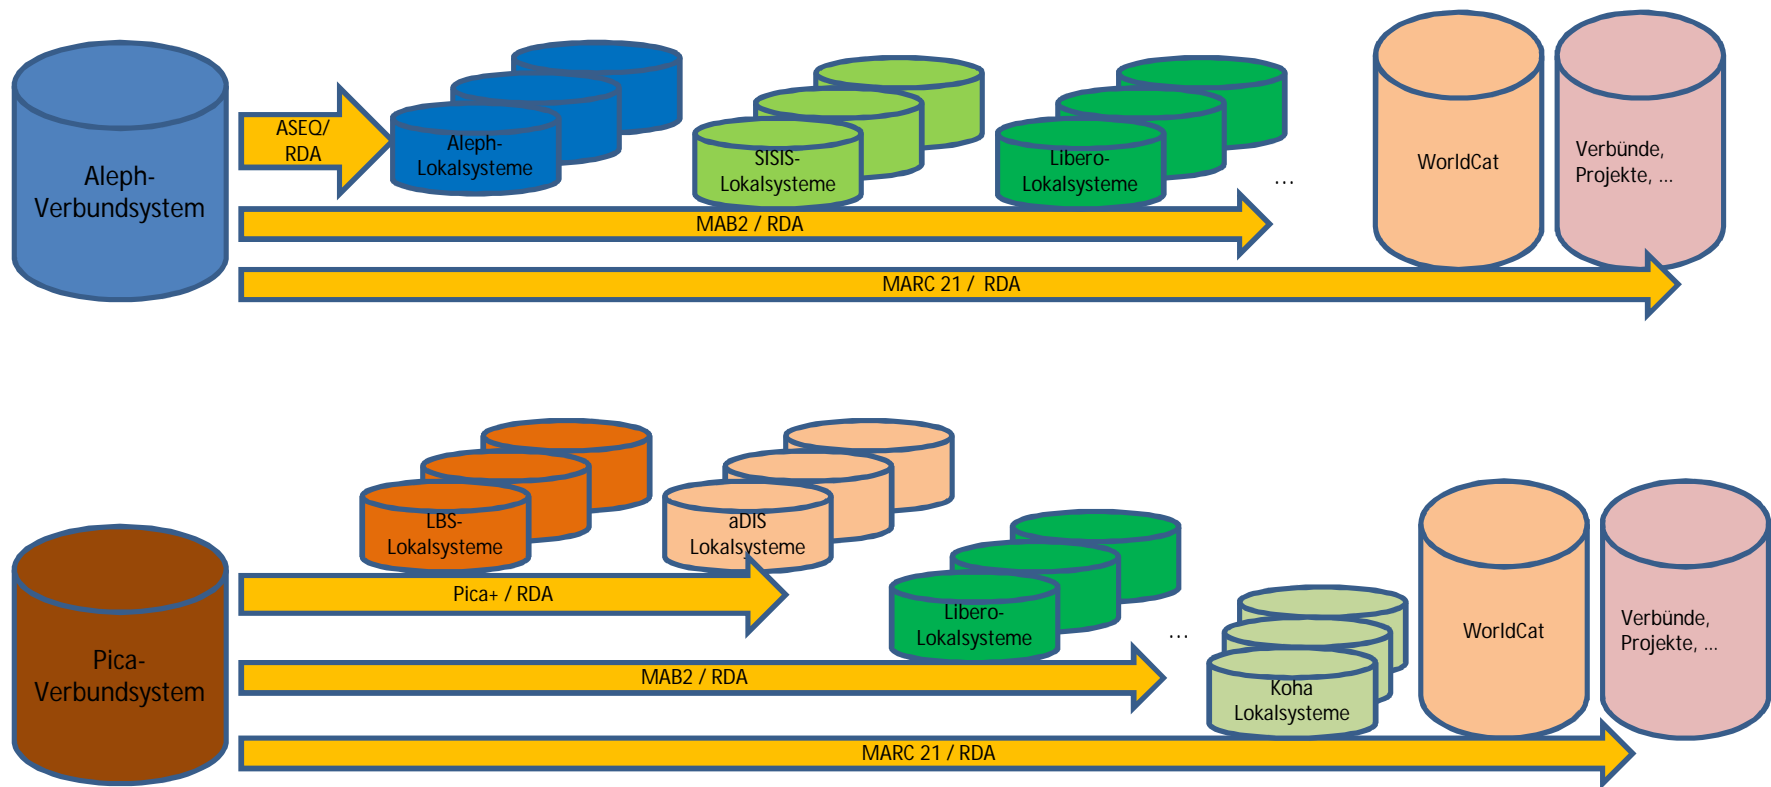 Aleph-
Verbundsystem
ASEQ/
RDA
Aleph-
Lokalsysteme
SISIS-
Lokalsysteme
Libero-
Lokalsysteme
...
WorldCat
Verbünde,
Projekte, ...
MAB2 / RDA
MARC 21 / RDA
Pica-
Verbundsystem
LBS-
Lokalsysteme
aDIS
Lokalsysteme
Pica+ / RDA
Libero-
Lokalsysteme
...
MAB2 / RDA
Koha
Lokalsysteme
WorldCat
Verbünde,
Projekte, ...
MARC 21 / RDA